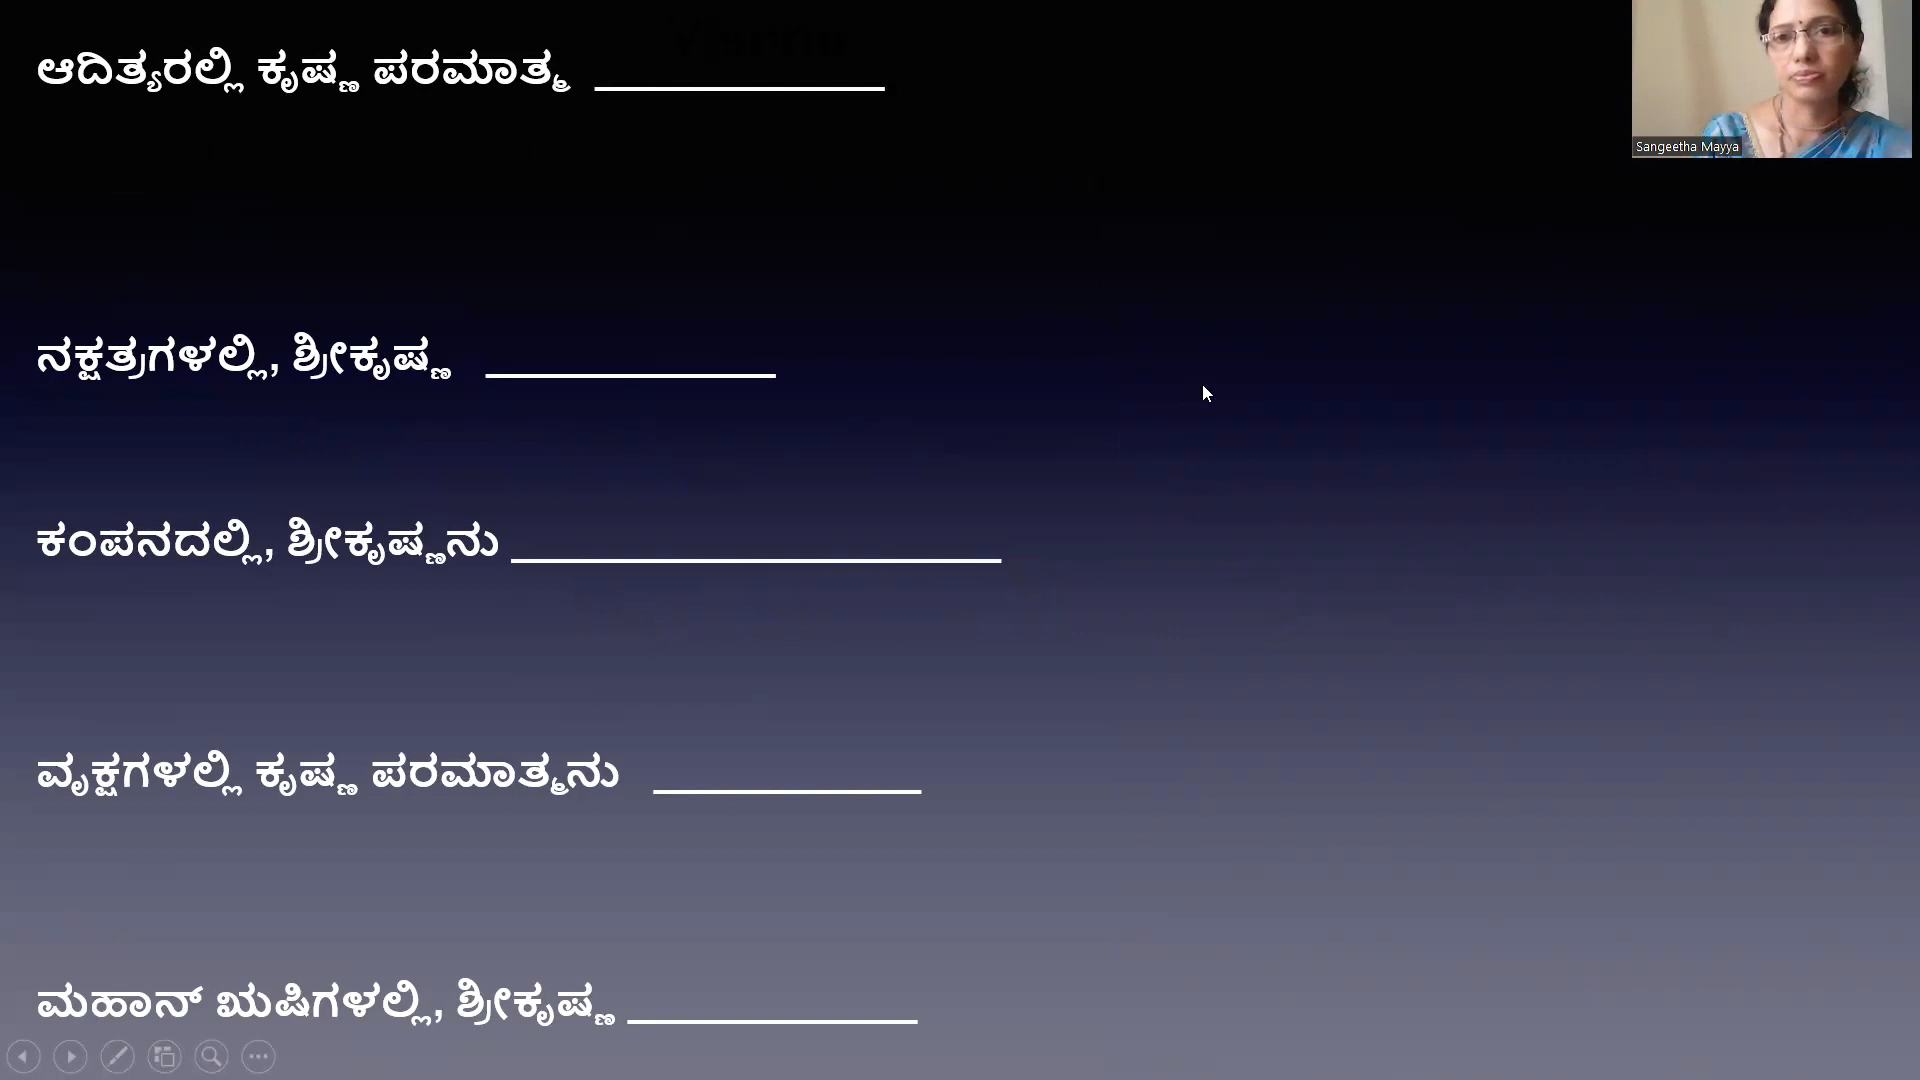 ಆದಿತ್ಯರಲ್ಲಿ ಕೃಷ್ಣ ಪರಮಾತ್ಮ ____________
Sangeetha Mayya
ನಕ್ಷತ್ರಗಳಲ್ಲಿ, ಶ್ರೀಕೃಷ್ಣ ____________
ಕಂಪನದಲ್ಲಿ, ಶ್ರೀಕೃಷ್ಣನು ____________________
ವೃಕ್ಷಗಳಲ್ಲಿ ಕೃಷ್ಣ ಪರಮಾತ್ಮನು ___________
ಮಹಾನ್ ಋಷಿಗಳಲ್ಲಿ, ಶ್ರೀಕೃಷ್ಣ ____________